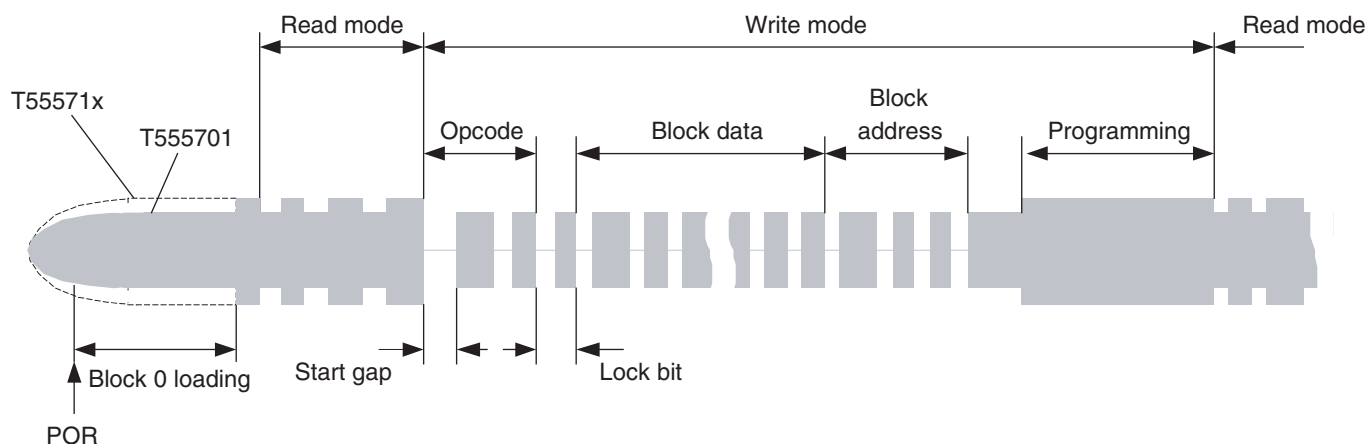 Read mode
Write mode
Read mode
T55571x
T555701
Opcode
Block data
Block
address
Programming
Block 0 loading
Start gap
Lock bit
POR